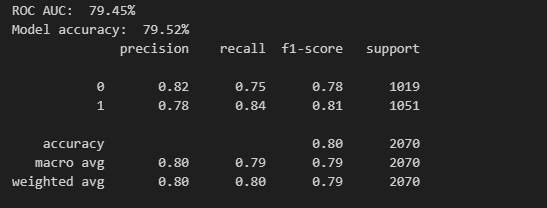 ROC AUC:  79.45%
Model accuracy:  79.52%
              precision    recall  f1-score   support

           0       0.82      0.75      0.78      1019
           1       0.78      0.84      0.81      1051

    accuracy                           0.80      2070
   macro avg       0.80      0.79      0.79      2070
weighted avg       0.80      0.80      0.79      2070